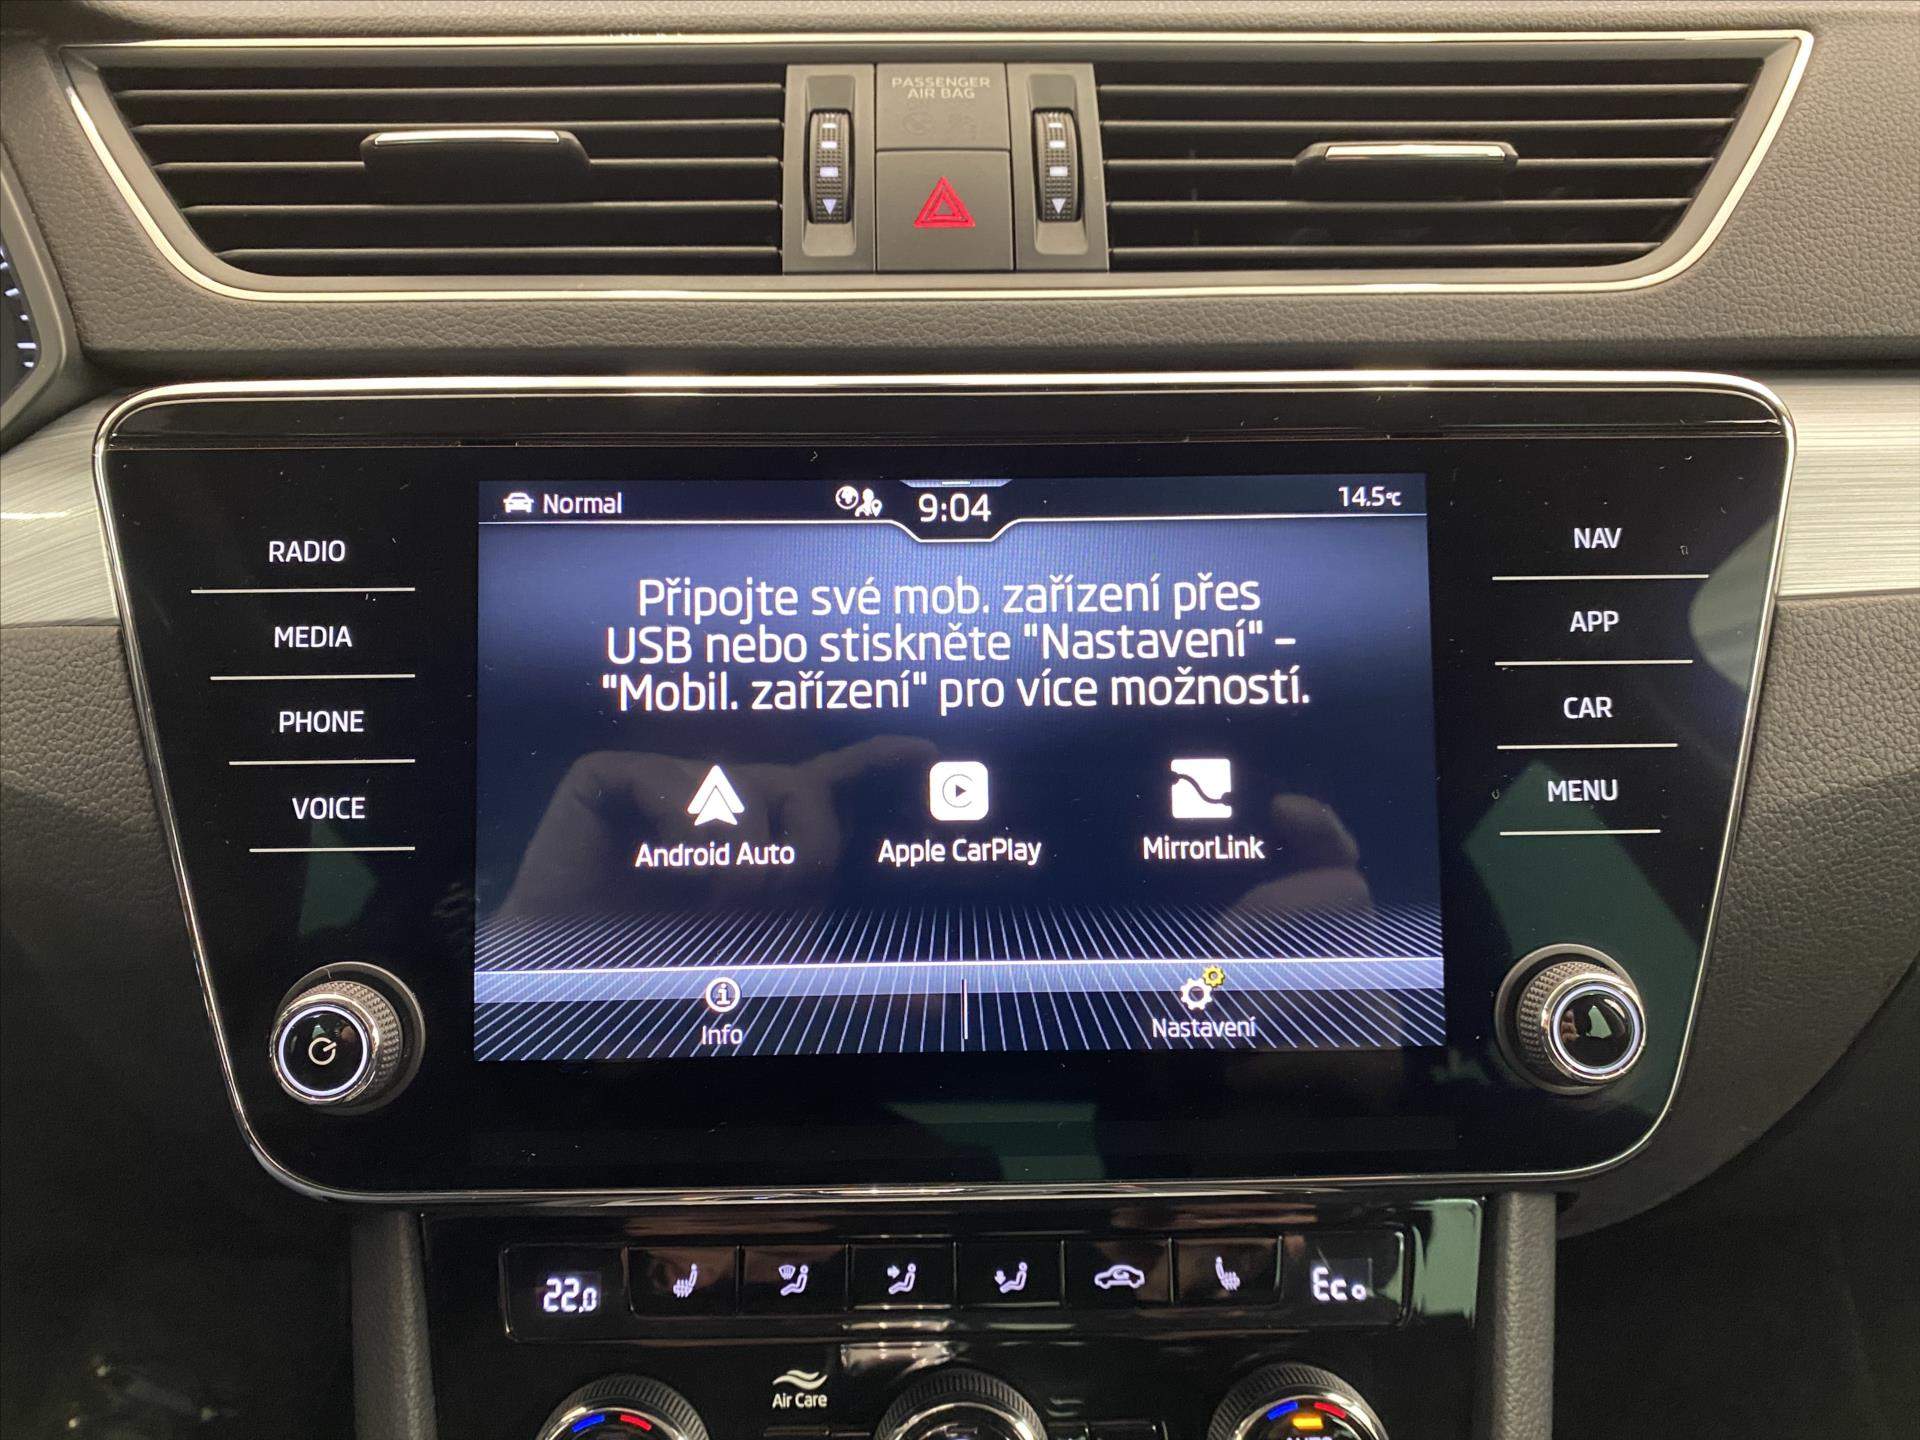 PASSENGER
AIR BAG
Normal
9:04
14,5°C
RADIO
MEDIA
PHONE
VOICE
Připojte své mob. zařízení přes
USB nebo stiskněte "Nastavení" –
"Mobil. zařízení" pro více možností.
Android Auto
Apple CarPlay
MirrorLink
Info
Nastavení
NAV
APP
CAR
MENU
22.0
Eco
Air Care
AUTO